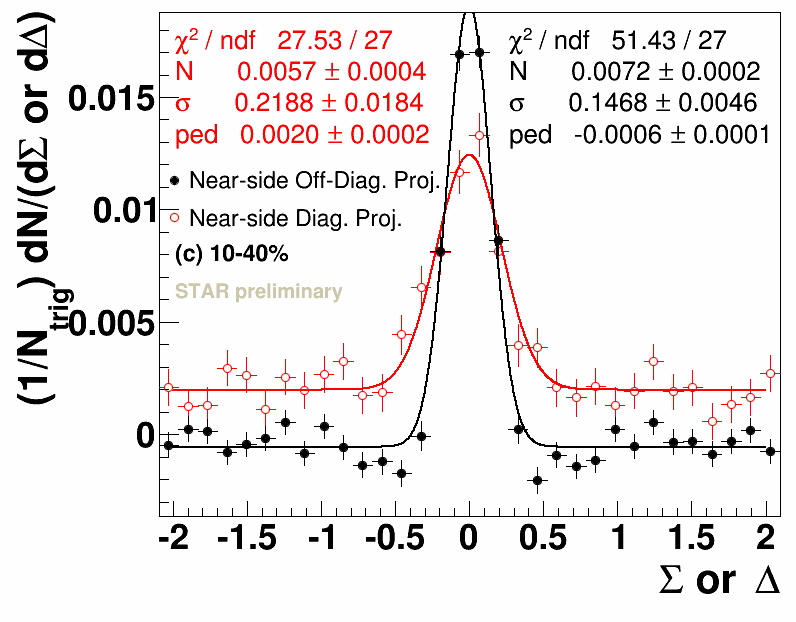 χ² / ndf 27.53 / 27
N 0.0057 ± 0.0004
σ 0.2188 ± 0.0184
ped 0.0020 ± 0.0002
χ² / ndf 51.43 / 27
N 0.0072 ± 0.0002
σ 0.1468 ± 0.0046
ped -0.0006 ± 0.0001
Near-side Off-Diag. Proj.
Near-side Diag. Proj.
(c) 10-40%
STAR preliminary
(1/N_trig) dN/(dΣ or dΔ)
0.015
0.01
0.005
0
-2 -1.5 -1 -0.5 0 0.5 1 1.5 2
Σ or Δ